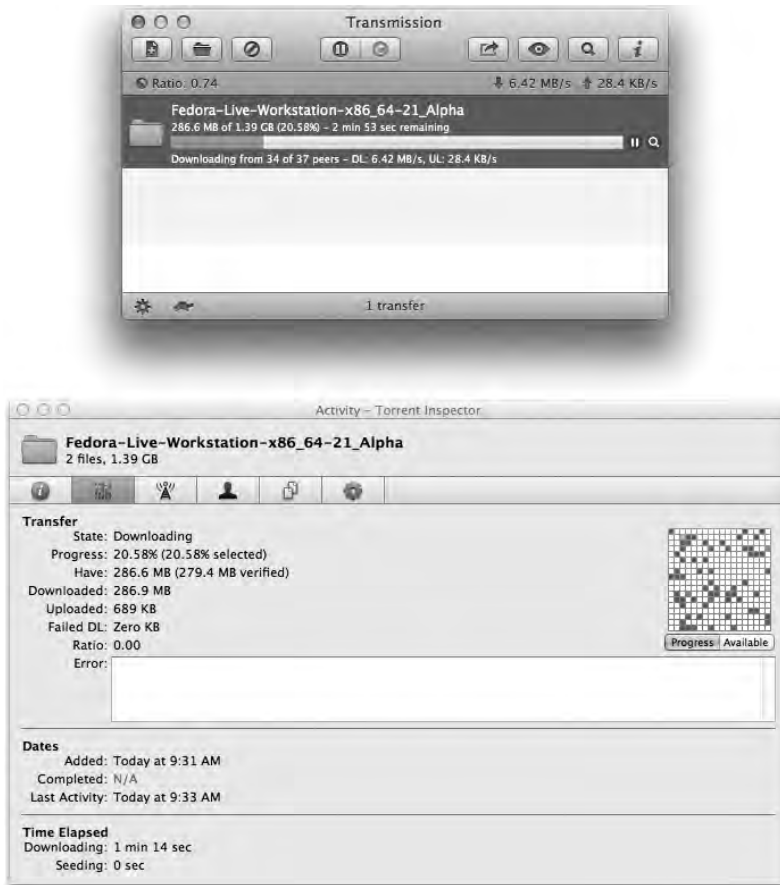 Transmission
Ratio: 0.74 6.42 MB/s 28.4 KB/s
Fedora-Live-Workstation-x86_64-21_Alpha
286.6 MB of 1.39 GB (20.58%) – 2 min 53 sec remaining
Downloading from 34 of 37 peers – DL: 6.42 MB/s, UL: 28.4 KB/s
1 transfer
Activity – Torrent Inspector
Fedora-Live-Workstation-x86_64-21_Alpha
2 files, 1.39 GB
Transfer
State: Downloading
Progress: 20.58% (20.58% selected)
Have: 286.6 MB (279.4 MB verified)
Downloaded: 286.9 MB
Uploaded: 689 KB
Failed DL: Zero KB
Ratio: 0.00
Progress Available
Error:
Dates
Added: Today at 9:31 AM
Completed: N/A
Last Activity: Today at 9:33 AM
Time Elapsed
Downloading: 1 min 14 sec
Seeding: 0 sec